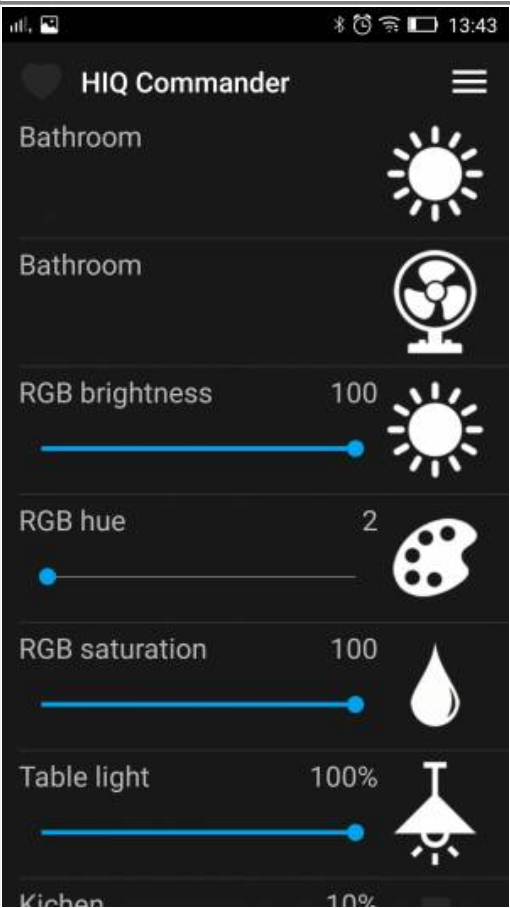 13:43
HIQ Commander
Bathroom
Bathroom
RGB brightness 100
RGB hue 2
RGB saturation 100
Table light 100%
Kichen 10%